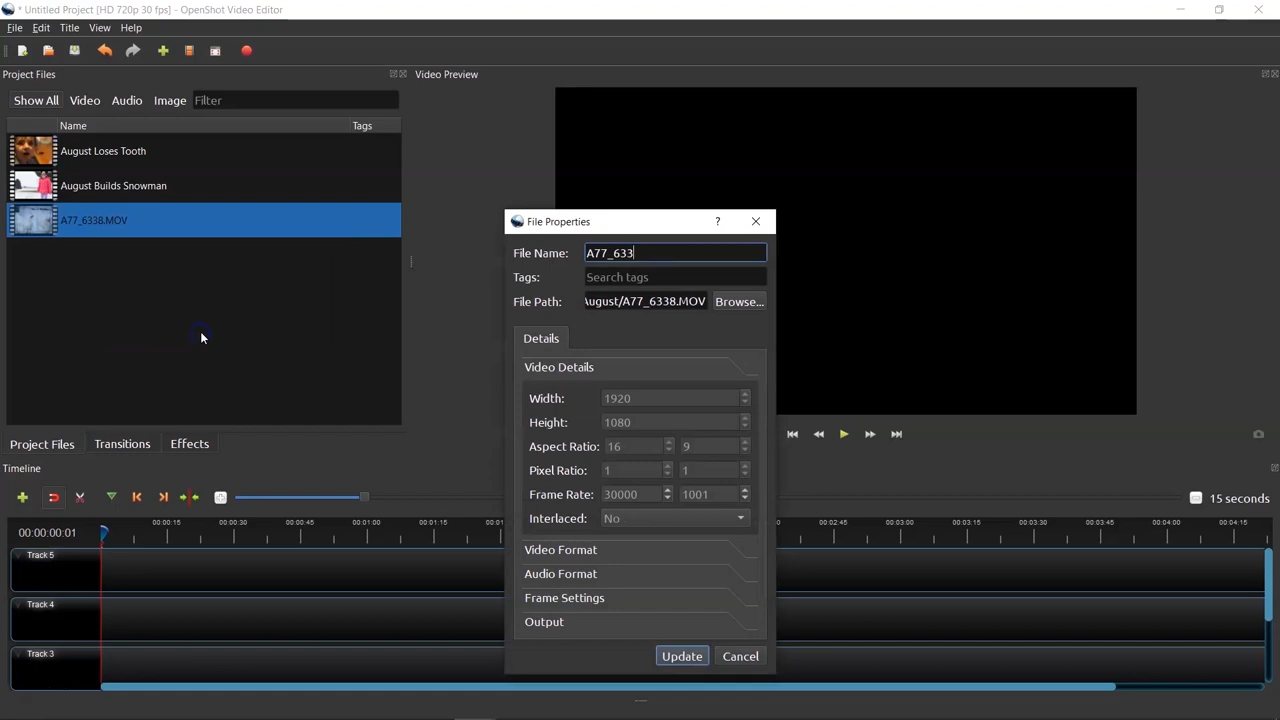 * Untitled Project [HD 720p 30 fps] - OpenShot Video Editor
File Edit Title View Help
Project Files
Video Preview
Show All Video Audio Image Filter
Name Tags
August Loses Tooth
August Builds Snowman
A77_6338.MOV
File Properties ?
File Name: A77_633
Tags: Search tags
File Path: \ugust/A77_6338.MOV Browse...
Details
Video Details
Width: 1920
Height: 1080
Aspect Ratio: 16 9
Pixel Ratio: 1 1
Frame Rate: 30000 1001
Interlaced: No
Video Format
Audio Format
Frame Settings
Output
Update Cancel
Project Files Transitions Effects
Timeline
15 seconds
00:00:00:01 00:00:15 00:00:30 00:00:45 00:01:00 00:01:15 00:02:45 00:03:00 00:03:15 00:03:30 00:03:45 00:04:00 00:04:15
Track 5
Track 4
Track 3